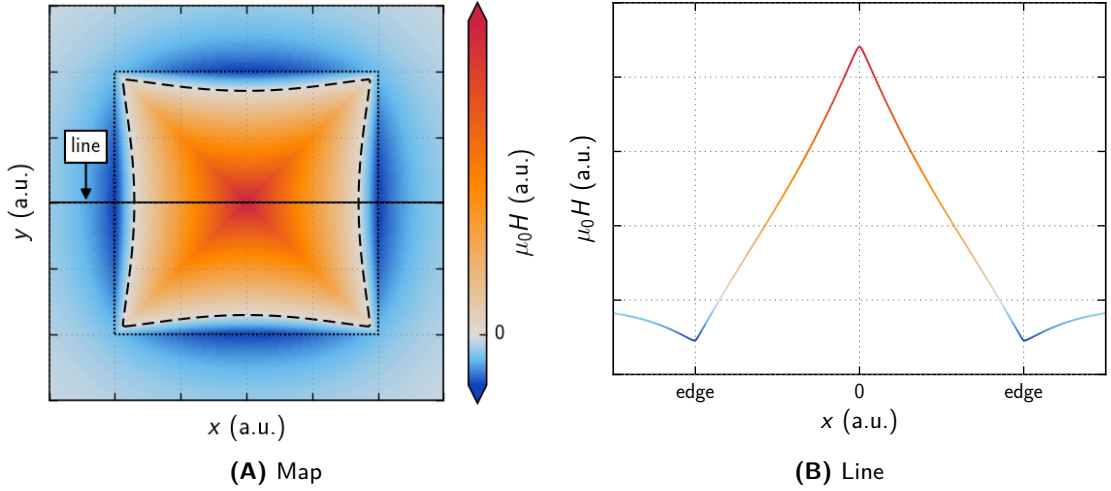 line
y (a.u.)
x (a.u.)
μ₀H (a.u.)
0
(A) Map
μ₀H (a.u.)
edge 0 edge
x (a.u.)
(B) Line